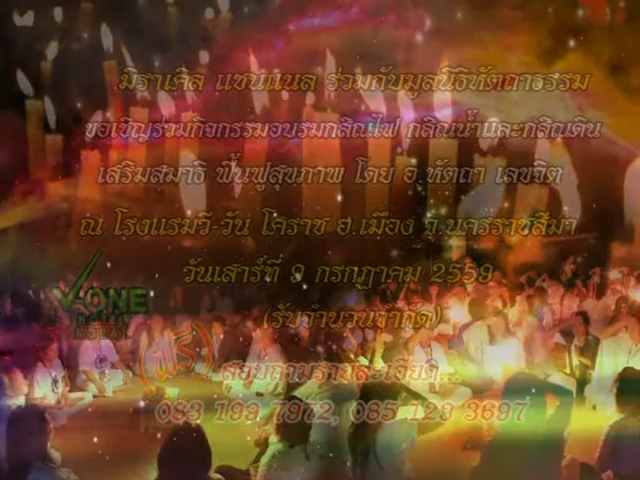 มิราเคิล แชนแนล ร่วมกับมูลนิธิหัตถาธรรม
ขอเชิญร่วมกิจกรรมอบรมกสิณไฟ กสิณน้ำและกสิณดิน
เสริมสมาธิ ฟื้นฟูสุขภาพ โดย อ.หัตถา เลขจิต
ณ โรงแรมวี-วัน โคราช อ.เมือง จ.นครราชสีมา
วันเสาร์ที่ 9 กรกฎาคม 2559
V-ONE
(รับจำนวนจำกัด)
(ฟรี)
สอบถามรายละเอียด...
083 199 7972, 085 123 3697